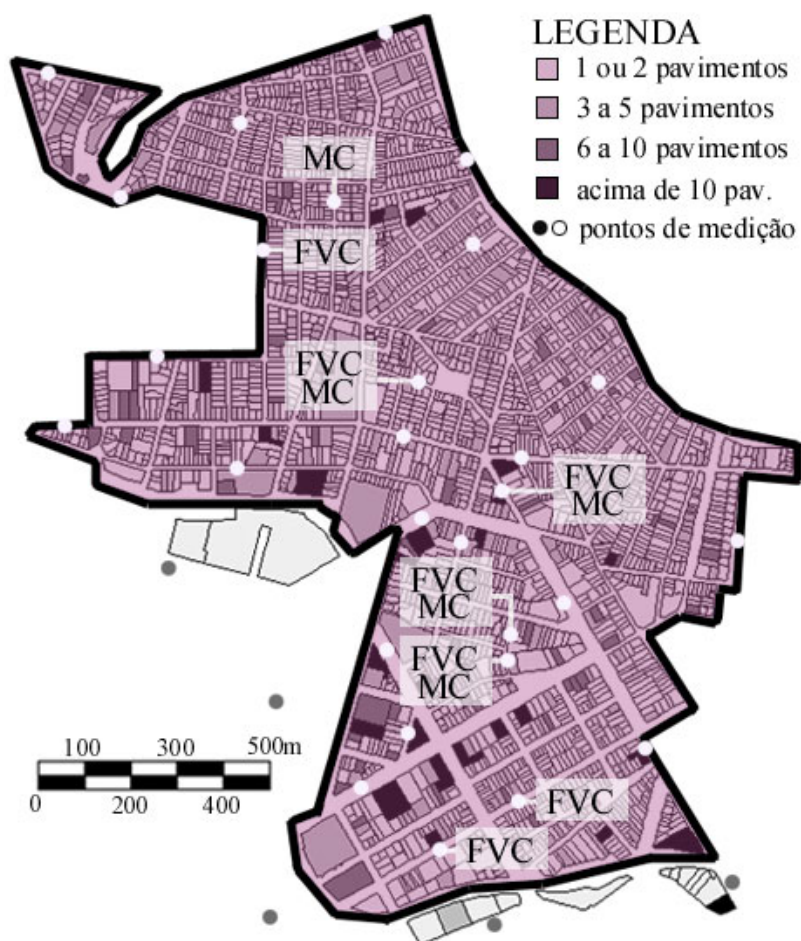 LEGENDA
1 ou 2 pavimentos
3 a 5 pavimentos
6 a 10 pavimentos
acima de 10 pav.
pontos de medição
MC
FVC
FVC
MC
FVC
MC
FVC
MC
FVC
MC
100 300 500m
0 200 400
FVC
FVC